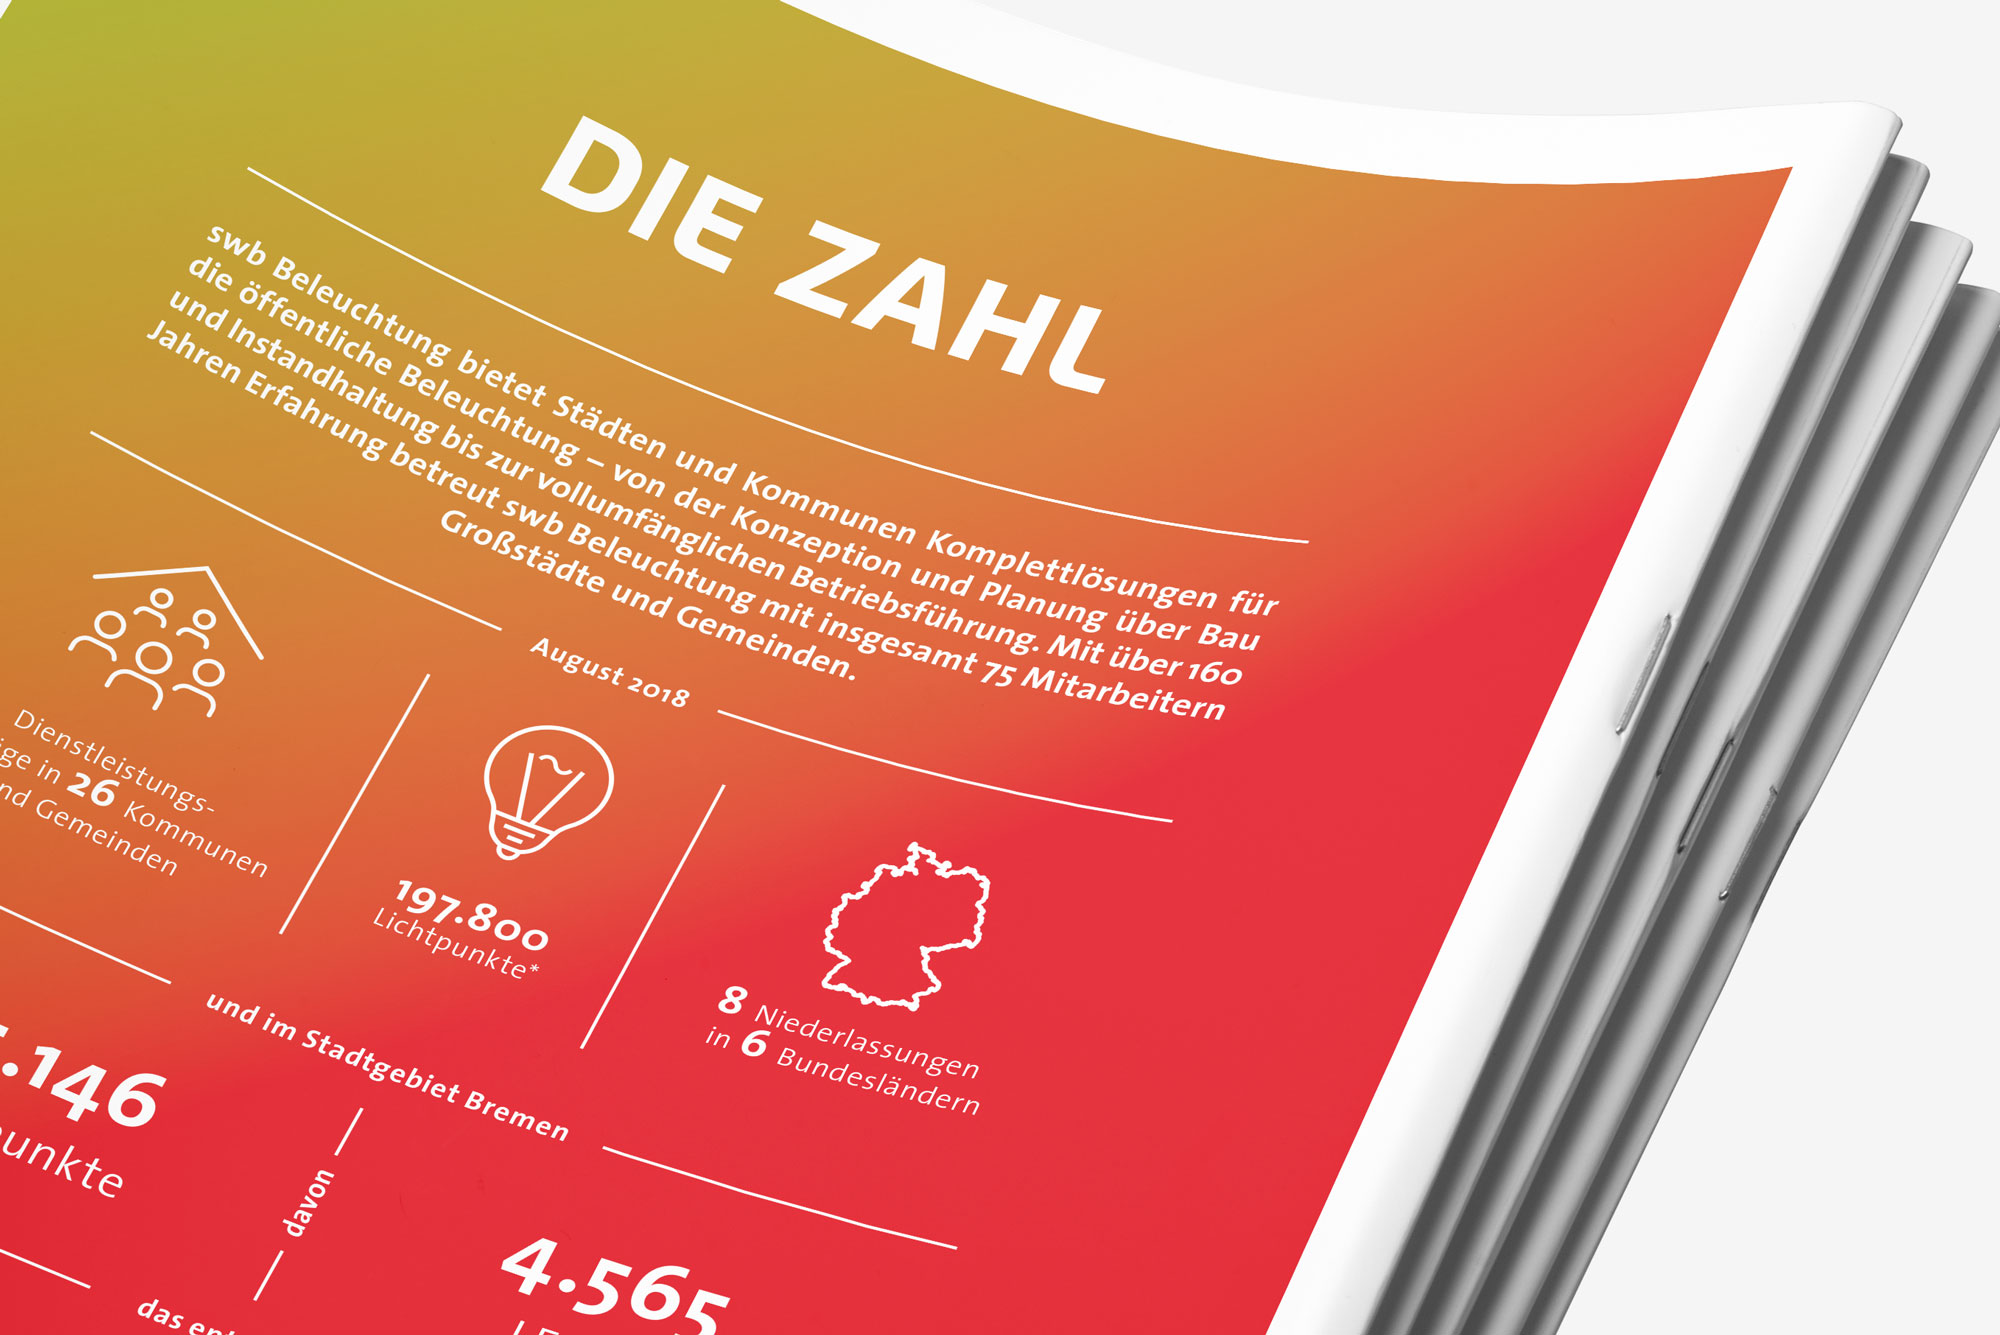 DIE ZAHL
swb Beleuchtung bietet Städten und Kommunen Komplettlösungen für
die öffentliche Beleuchtung – von der Konzeption und Planung über Bau
und Instandhaltung bis zur vollumfänglichen Betriebsführung. Mit über 160
Jahren Erfahrung betreut swb Beleuchtung mit insgesamt 75 Mitarbeitern
Großstädte und Gemeinden.
August 2018
Dienstleistungs-
in 26 Kommunen
Gemeinden
197.800
Lichtpunkte*
8 Niederlassungen
in 6 Bundesländern
und im Stadtgebiet Bremen
.146
davon
4.565
das